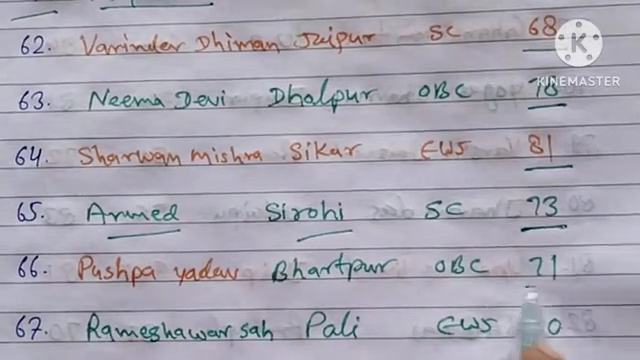 62. Varinder Dhiman Jaipur SC 68
KINEMASTER
63. Neema Devi Dhalpur OBC 78
64. Sharwan mishra Sikar EWS 81
65. Armed Sirohi SC 73
66. Pushpa yadav Bhartpur OBC 71
67. Rameshawar sah Pali EWS 0